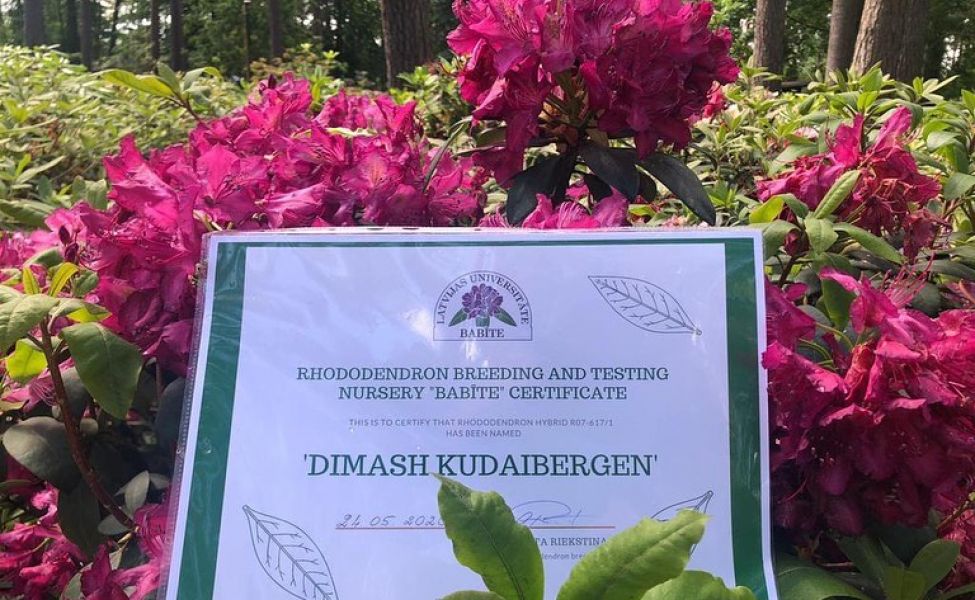 LATVIJAS UNIVERSITĀTE
BABĪTE
RHODODENDRON BREEDING AND TESTING
NURSERY "BABĪTE" CERTIFICATE
THIS IS TO CERTIFY THAT RHODODENDRON HYBRID R07-617/1
HAS BEEN NAMED
'DIMASH KUDAIBERGEN'
24 05 2020
RIEKSTINA